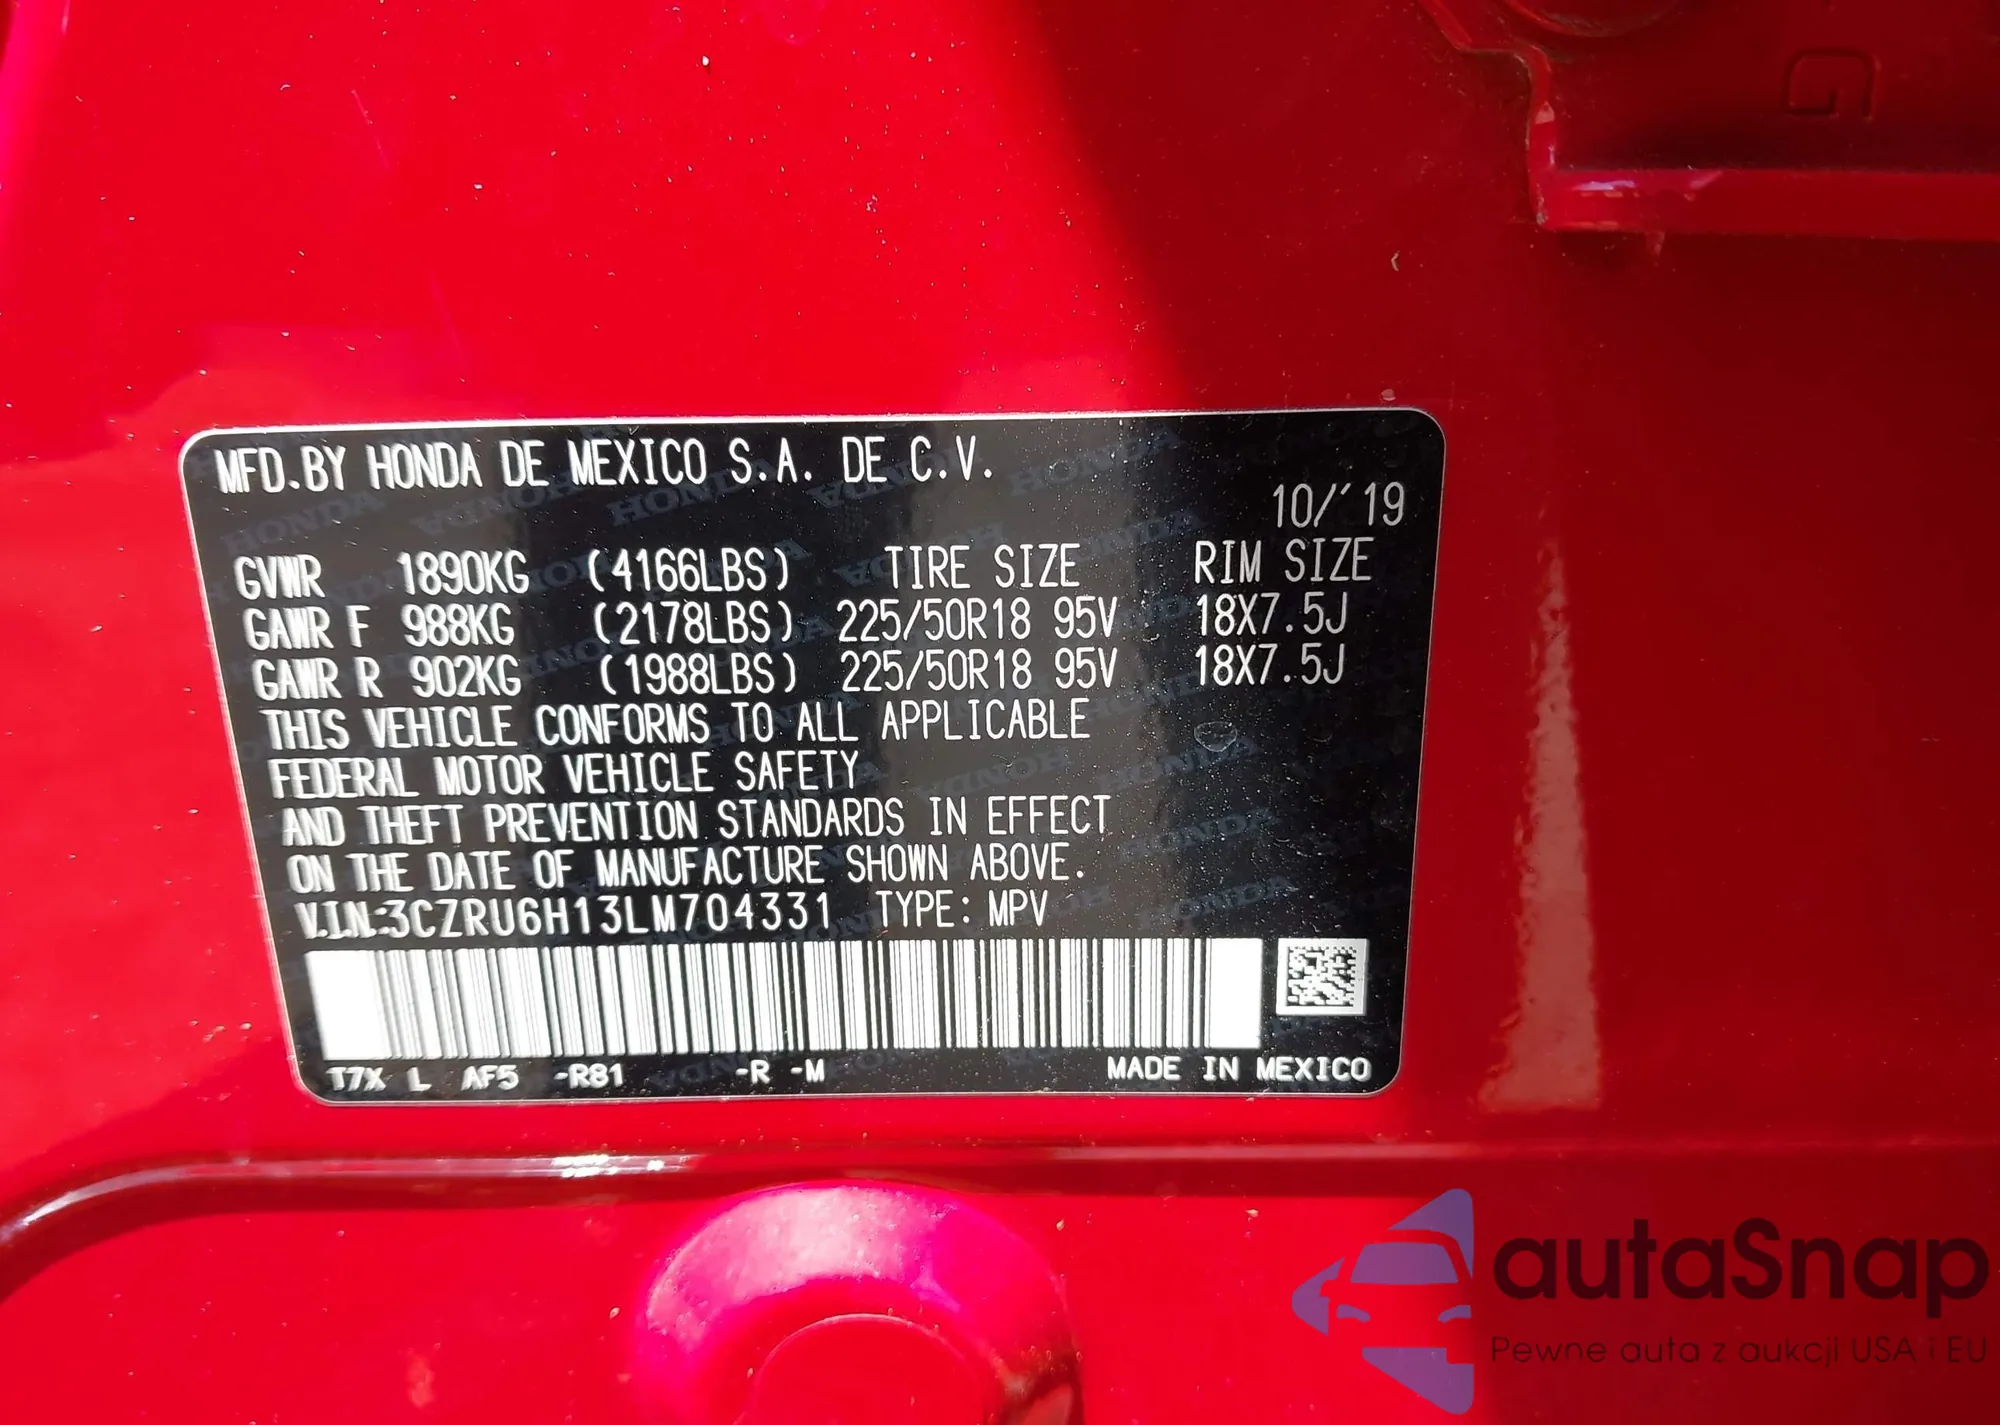 G
MFD.BY HONDA DE MEXICO S.A. DE C.V.
10/'19
GVWR 1890KG (4166LBS) TIRE SIZE RIM SIZE
GAWR F 988KG (2178LBS) 225/50R18 95V 18X7.5J
GAWR R 902KG (1988LBS) 225/50R18 95V 18X7.5J
THIS VEHICLE CONFORMS TO ALL APPLICABLE
FEDERAL MOTOR VEHICLE SAFETY
AND THEFT PREVENTION STANDARDS IN EFFECT
ON THE DATE OF MANUFACTURE SHOWN ABOVE.
V.I.N.:3CZRU6H13LM704331 TYPE: MPV
T7X L AF5 -R81 -R -M MADE IN MEXICO
autaSnap
Pewne auta z aukcji USA i EU